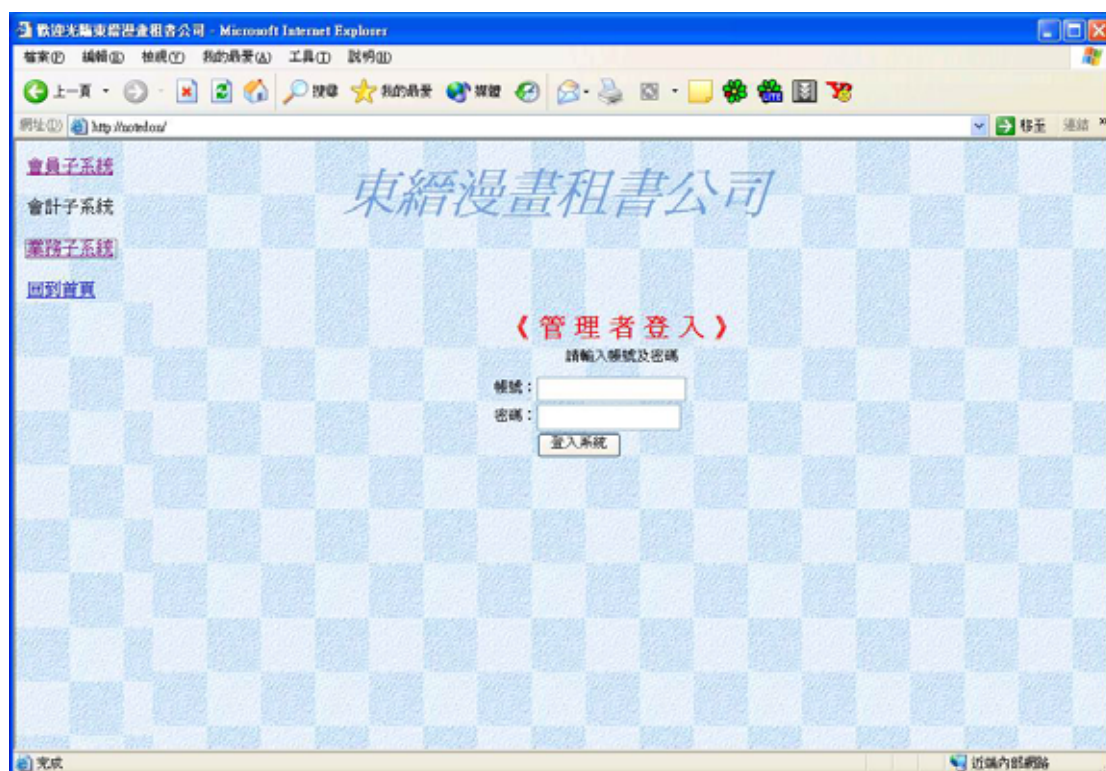 歡迎光臨東縉漫畫租書公司 - Microsoft Internet Explorer
檔案(F) 編輯(E) 檢視(V) 我的最愛(A) 工具(T) 說明(H)
上一頁 搜尋 我的最愛 媒體
網址(D) 移至 連結 »
會員子系統
會計子系統
業務子系統
回到首頁
東縉漫畫租書公司
《管理者登入》
請輸入帳號及密碼
帳號：
密碼：
登入系統
完成 近端內部網路